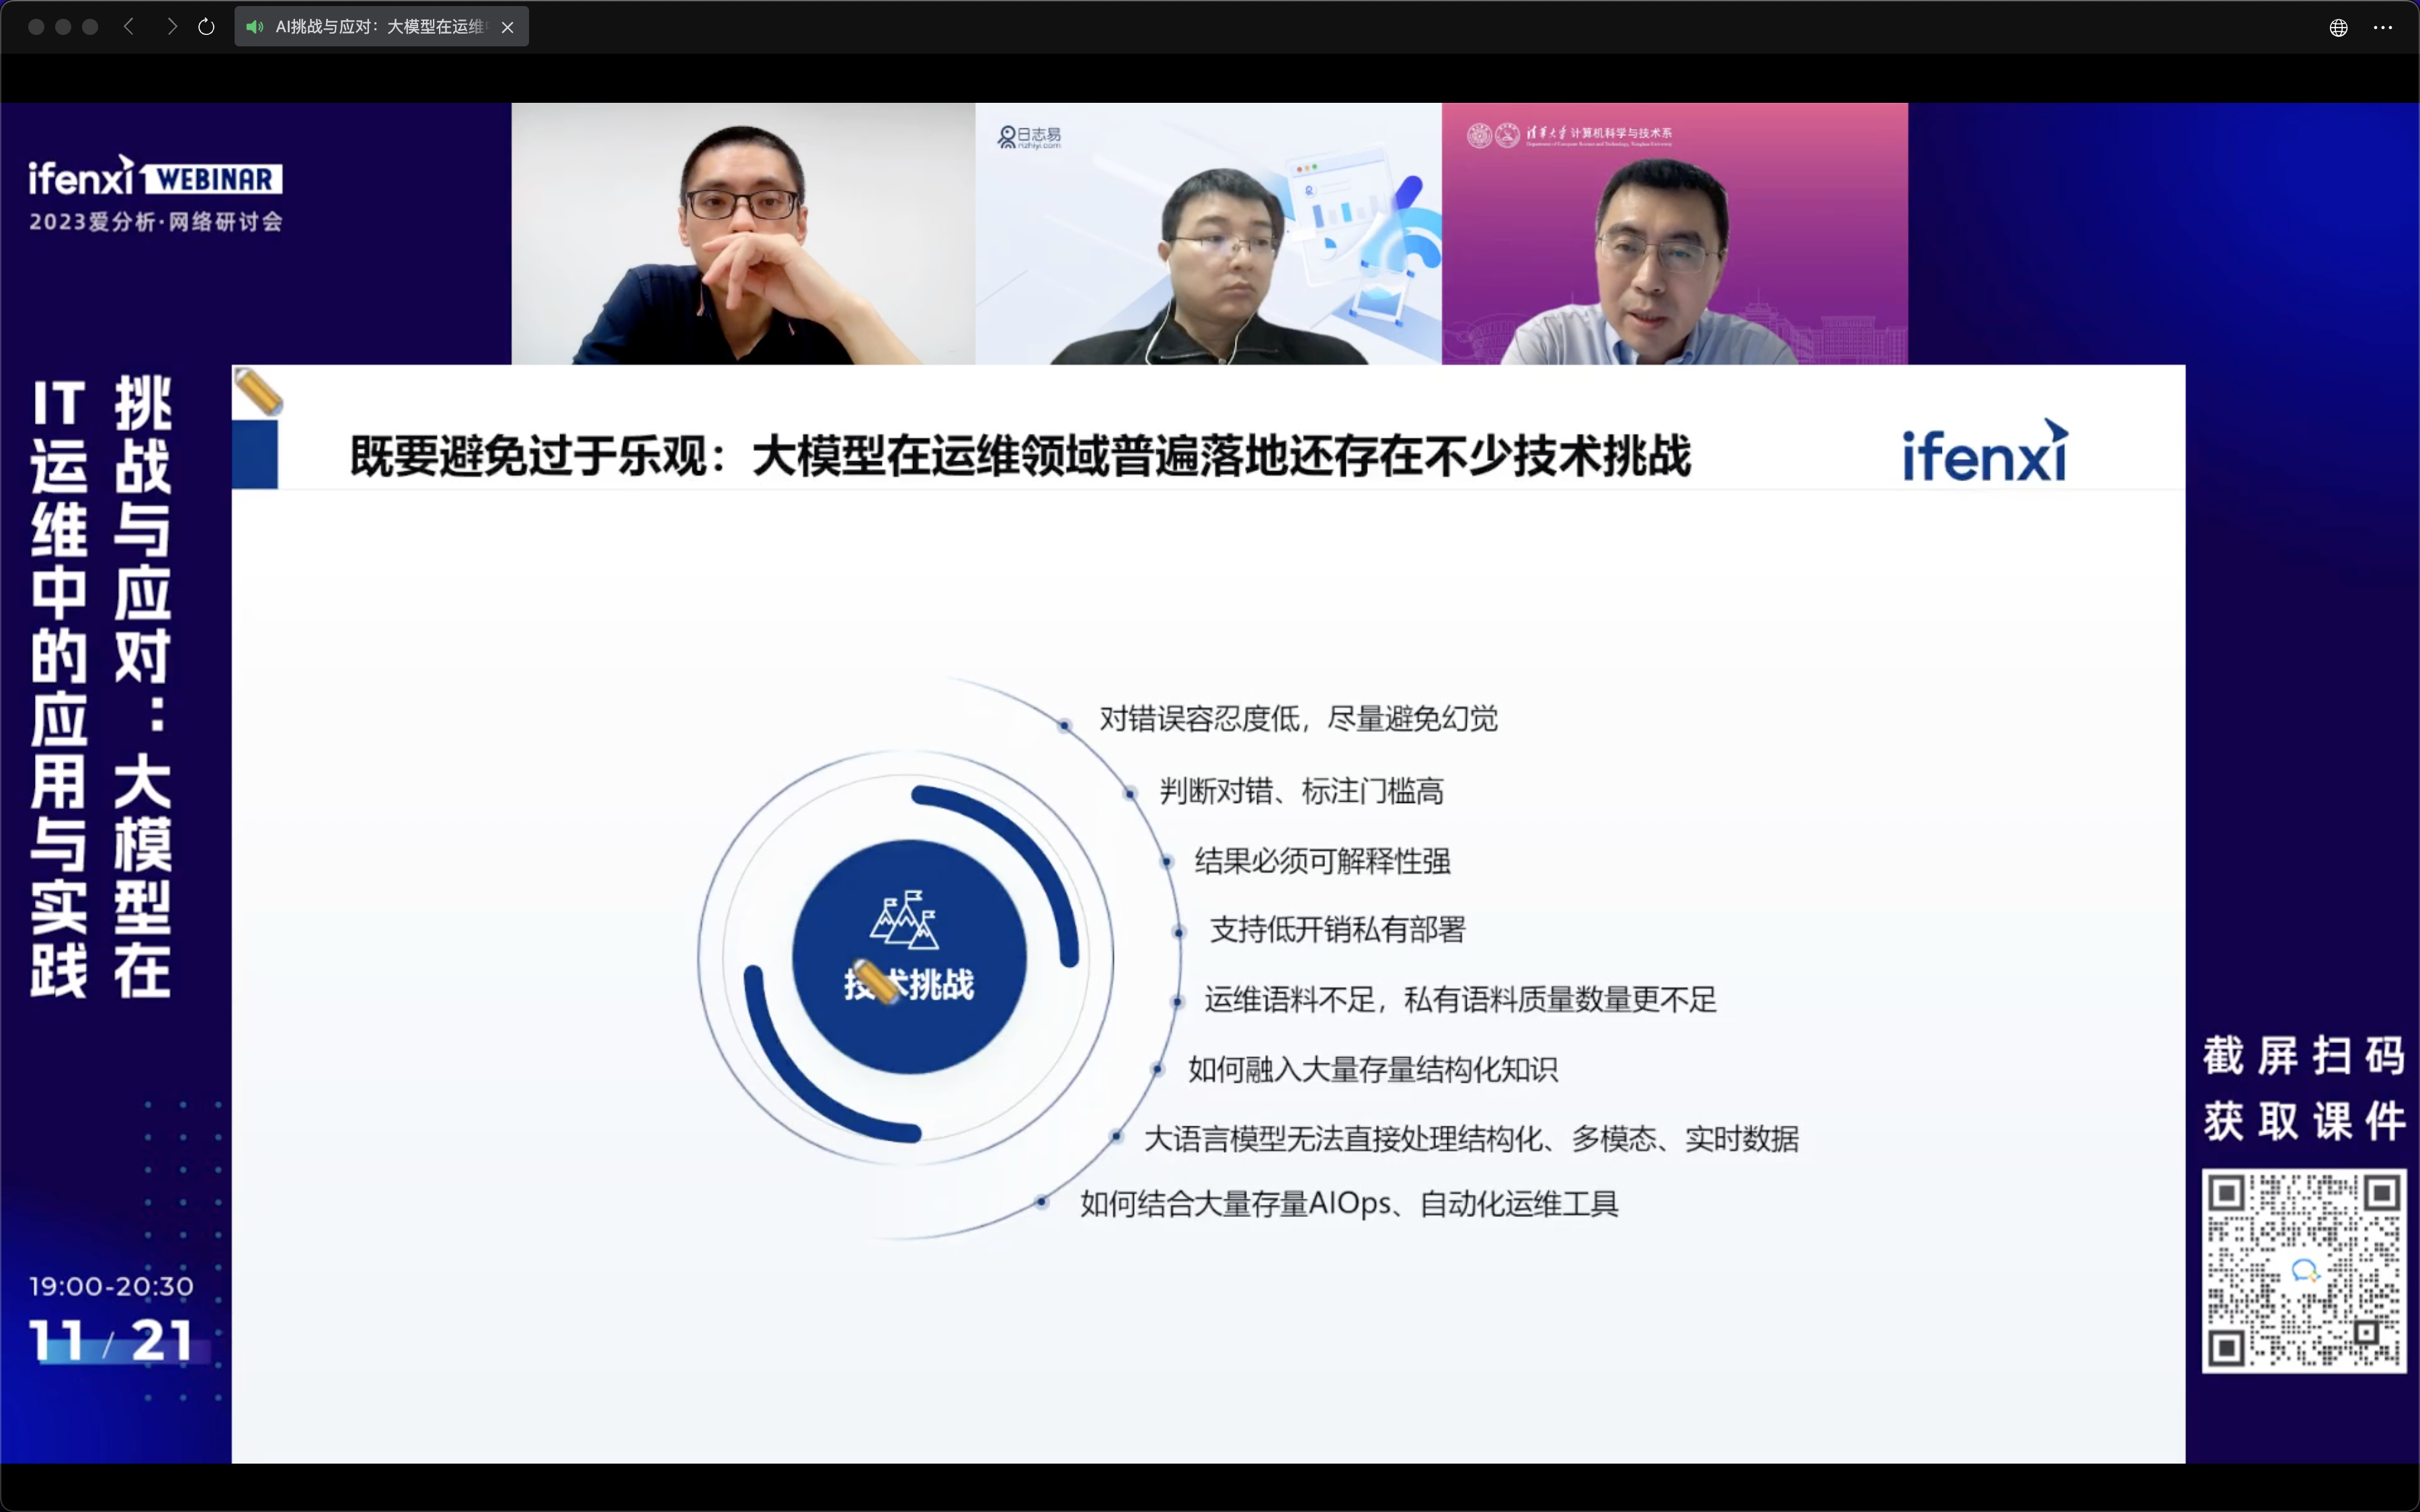 AI挑战与应对：大模型在运维
ifenxi WEBINAR
2023爱分析·网络研讨会
日志易
rizhiyi.com
清华大学 计算机科学与技术系
Department of Computer Science and Technology, Tsinghua University
挑战与应对：大模型在
IT运维中的应用与实践
既要避免过于乐观：大模型在运维领域普遍落地还存在不少技术挑战
ifenxi
对错误容忍度低，尽量避免幻觉
判断对错、标注门槛高
结果必须可解释性强
支持低开销私有部署
技术挑战
运维语料不足，私有语料质量数量更不足
如何融入大量存量结构化知识
大语言模型无法直接处理结构化、多模态、实时数据
如何结合大量存量AIOps、自动化运维工具
19:00-20:30
11 / 21
截屏扫码
获取课件